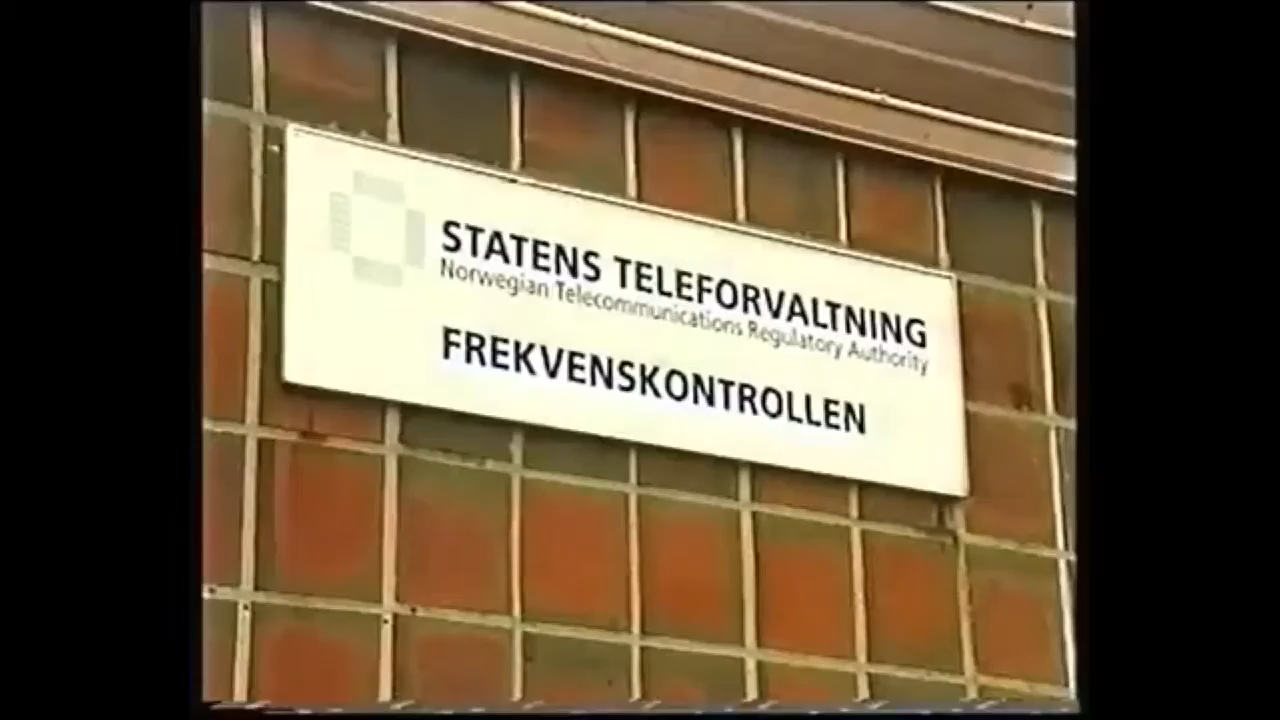 STATENS TELEFORVALTNING
Norwegian Telecommunications Regulatory Authority
FREKVENSKONTROLLEN